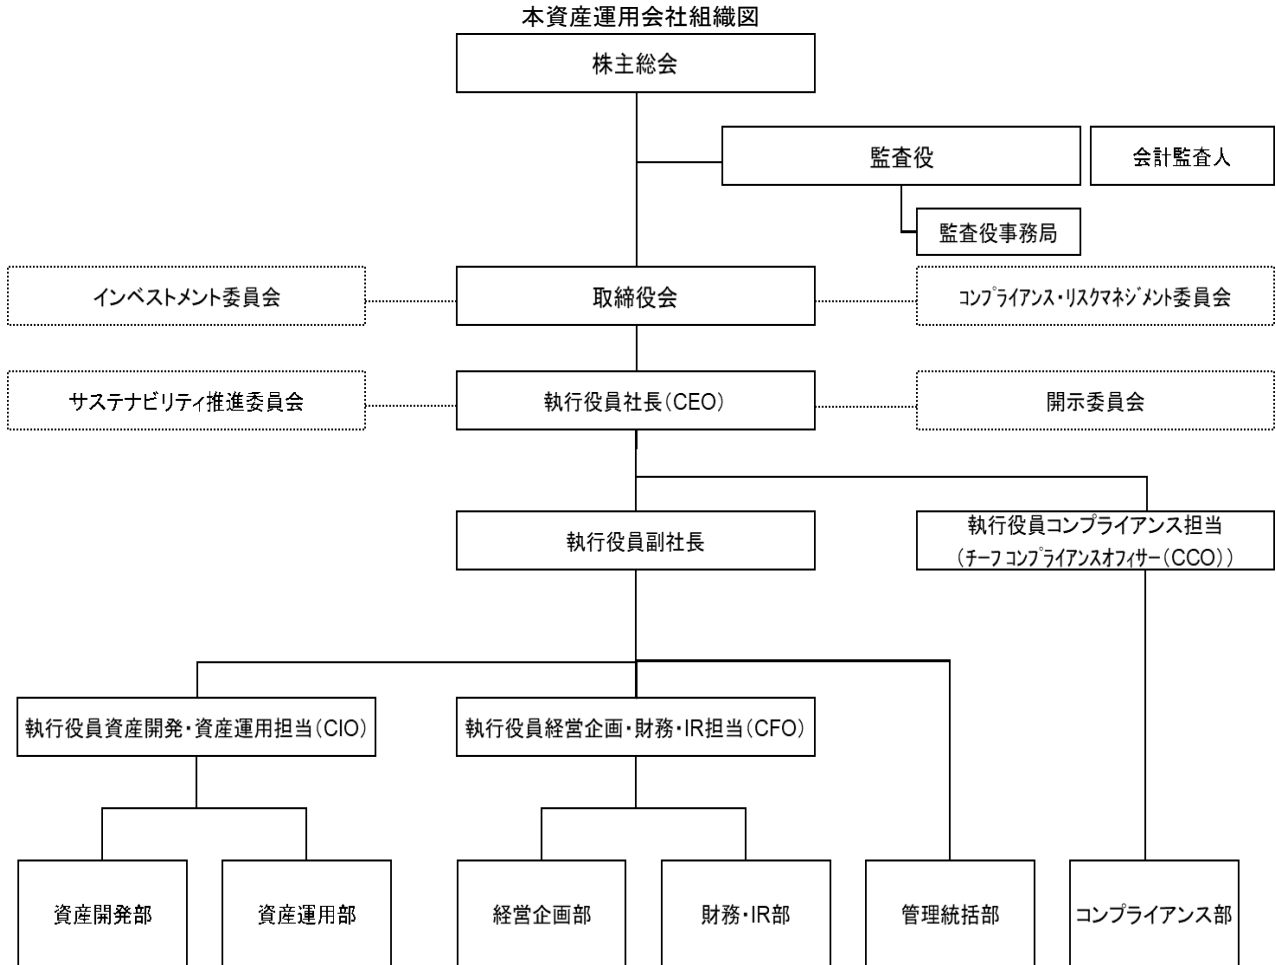 本資産運用会社組織図
株主総会
監査役
会計監査人
監査役事務局
インベストメント委員会
取締役会
コンプライアンス・リスクマネジメント委員会
サステナビリティ推進委員会
執行役員社長（CEO）
開示委員会
執行役員副社長
執行役員コンプライアンス担当
（チーフコンプライアンスオフィサー（CCO））
執行役員資産開発・資産運用担当（CIO）
執行役員経営企画・財務・IR担当（CFO）
資産開発部
資産運用部
経営企画部
財務・IR部
管理統括部
コンプライアンス部